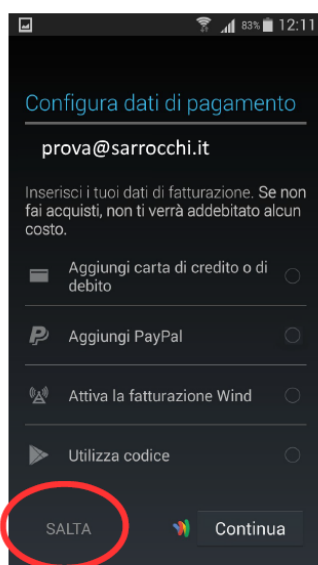 83% 12:11
Configura dati di pagamento
prova@sarrocchi.it
Inserisci i tuoi dati di fatturazione. Se non
fai acquisti, non ti verrà addebitato alcun
costo.
Aggiungi carta di credito o di
debito
Aggiungi PayPal
Attiva la fatturazione Wind
Utilizza codice
SALTA Continua